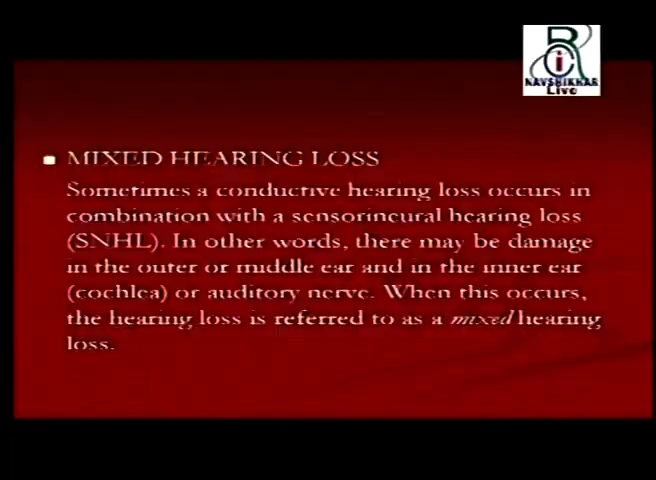 RCi
NAVSHIKHAR
Live
MIXED HEARING LOSS
Sometimes a conductive hearing loss occurs in
combination with a sensorineural hearing loss
(SNHL). In other words, there may be damage
in the outer or middle ear and in the inner ear
(cochlea) or auditory nerve. When this occurs,
the hearing loss is referred to as a mixed hearing
loss.